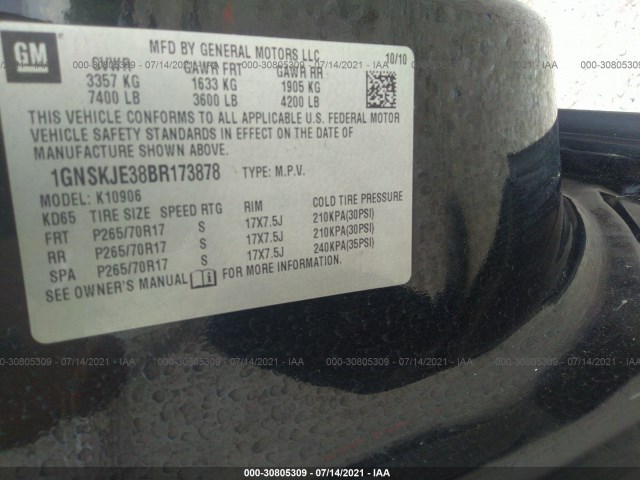 GM
MFD BY GENERAL MOTORS LLC
10/10
GVWR GAWR FRT GAWR RR
3357 KG 1633 KG 1905 KG
7400 LB 3600 LB 4200 LB
THIS VEHICLE CONFORMS TO ALL APPLICABLE U.S. FEDERAL MOTOR
VEHICLE SAFETY STANDARDS IN EFFECT ON THE DATE OF
MANUFACTURE SHOWN ABOVE.
1GNSKJE38BR173878 TYPE: M.P.V.
MODEL: K10906
KD65 TIRE SIZE SPEED RTG RIM COLD TIRE PRESSURE
FRT P265/70R17 S 17X7.5J 210KPA(30PSI)
RR P265/70R17 S 17X7.5J 210KPA(30PSI)
SPA P265/70R17 S 17X7.5J 240KPA(35PSI)
SEE OWNER'S MANUAL FOR MORE INFORMATION.
000-30805309 - 07/14/2021 - IAA